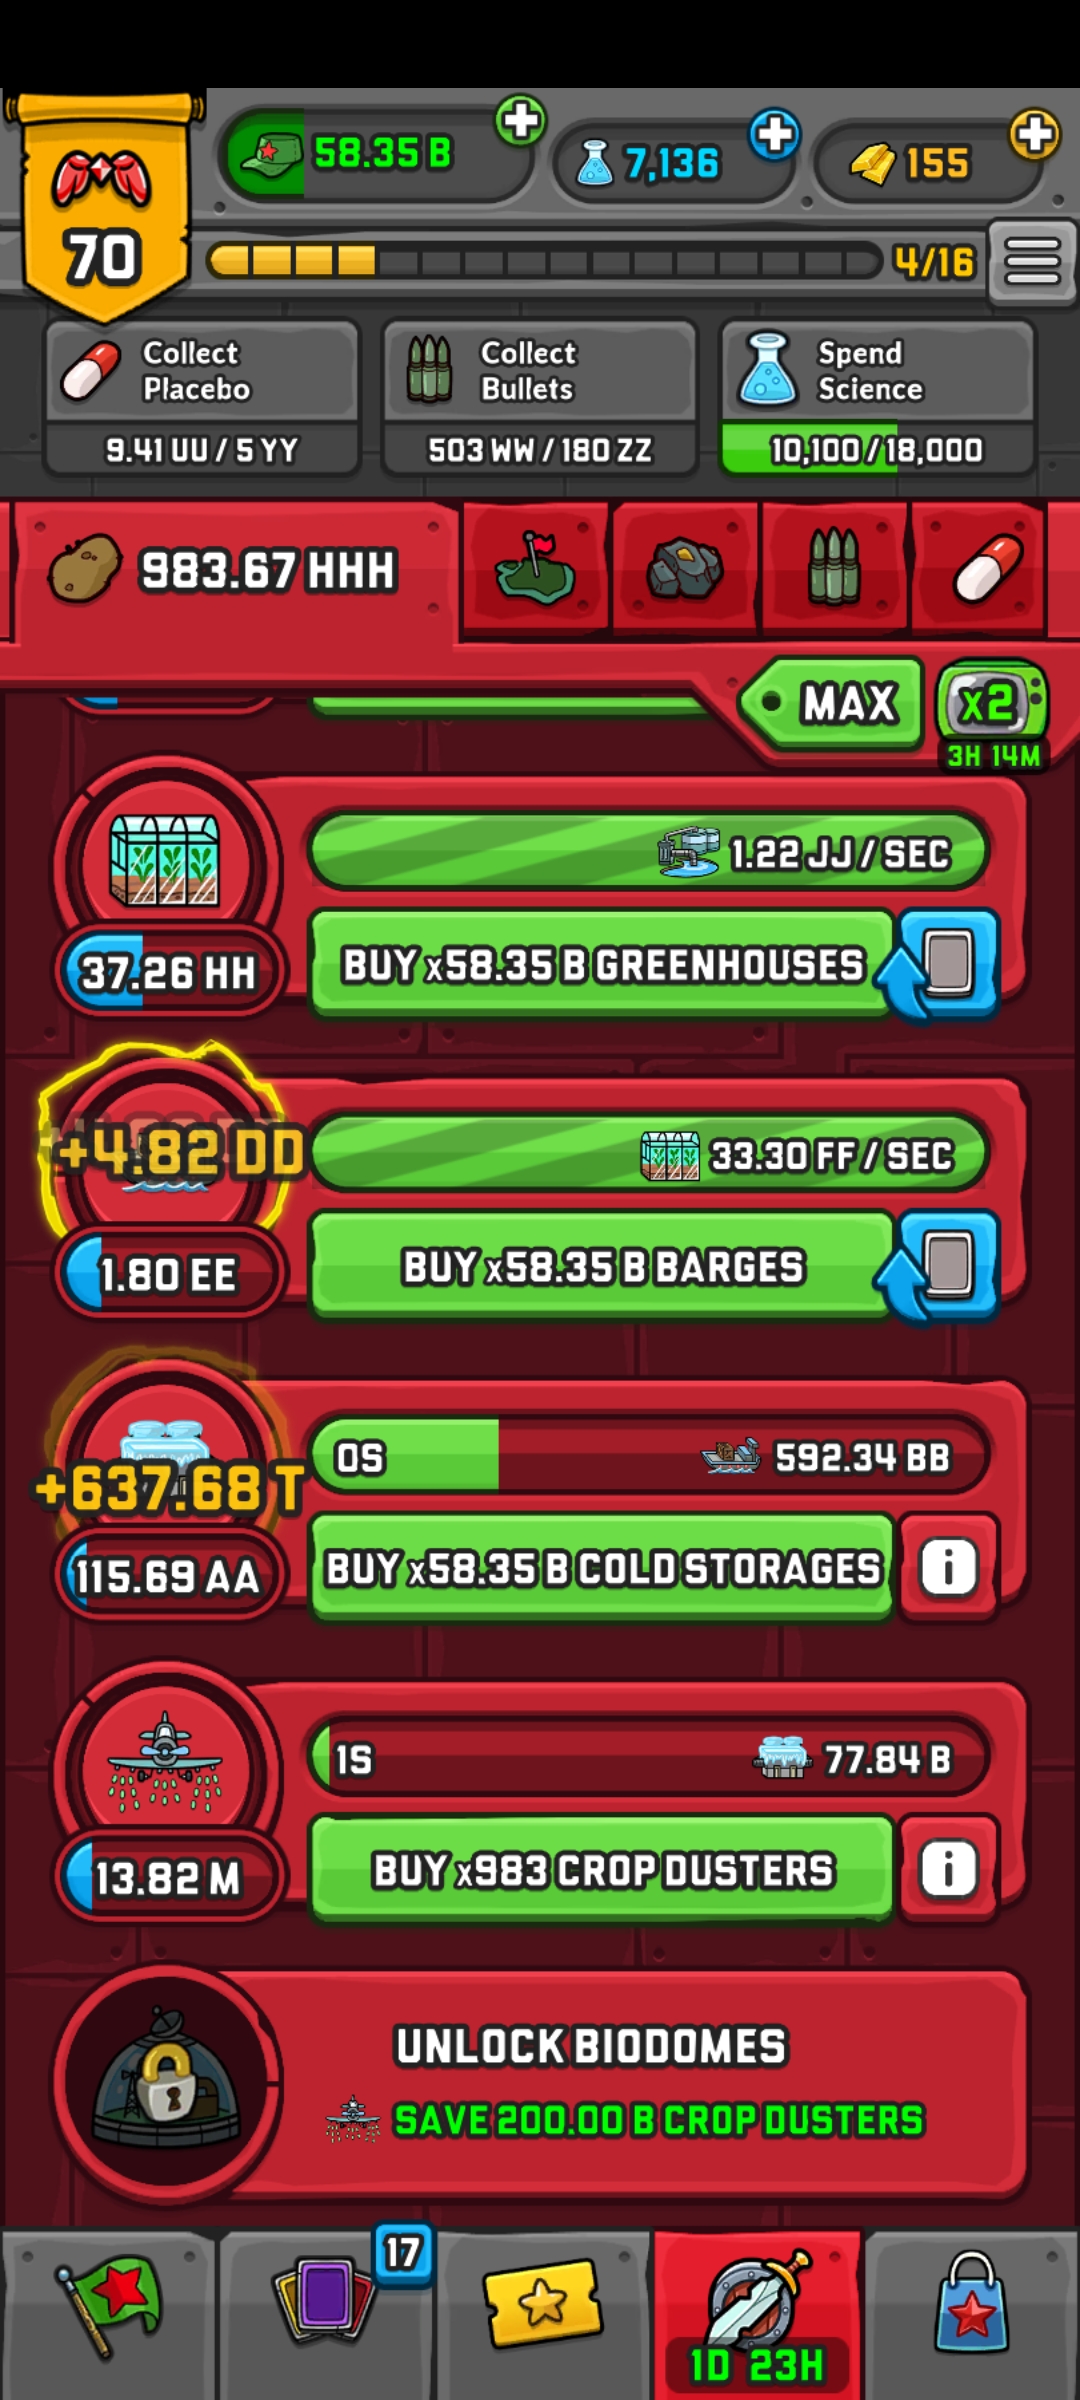 58.35 B
7,136
155
70
4/16
Collect
Placebo
9.41 UU / 5 YY
Collect
Bullets
503 WW / 180 ZZ
Spend
Science
10,100 / 18,000
983.67 HHH
MAX
x2
3H 14M
1.22 JJ / SEC
37.26 HH
BUY x58.35 B GREENHOUSES
+4.82 DD
33.30 FF / SEC
1.80 EE
BUY x58.35 B BARGES
+637.68 T
0S
592.34 BB
115.69 AA
BUY x58.35 B COLD STORAGES
i
1S
77.84 B
13.82 M
BUY x983 CROP DUSTERS
i
UNLOCK BIODOMES
SAVE 200.00 B CROP DUSTERS
17
1D 23H